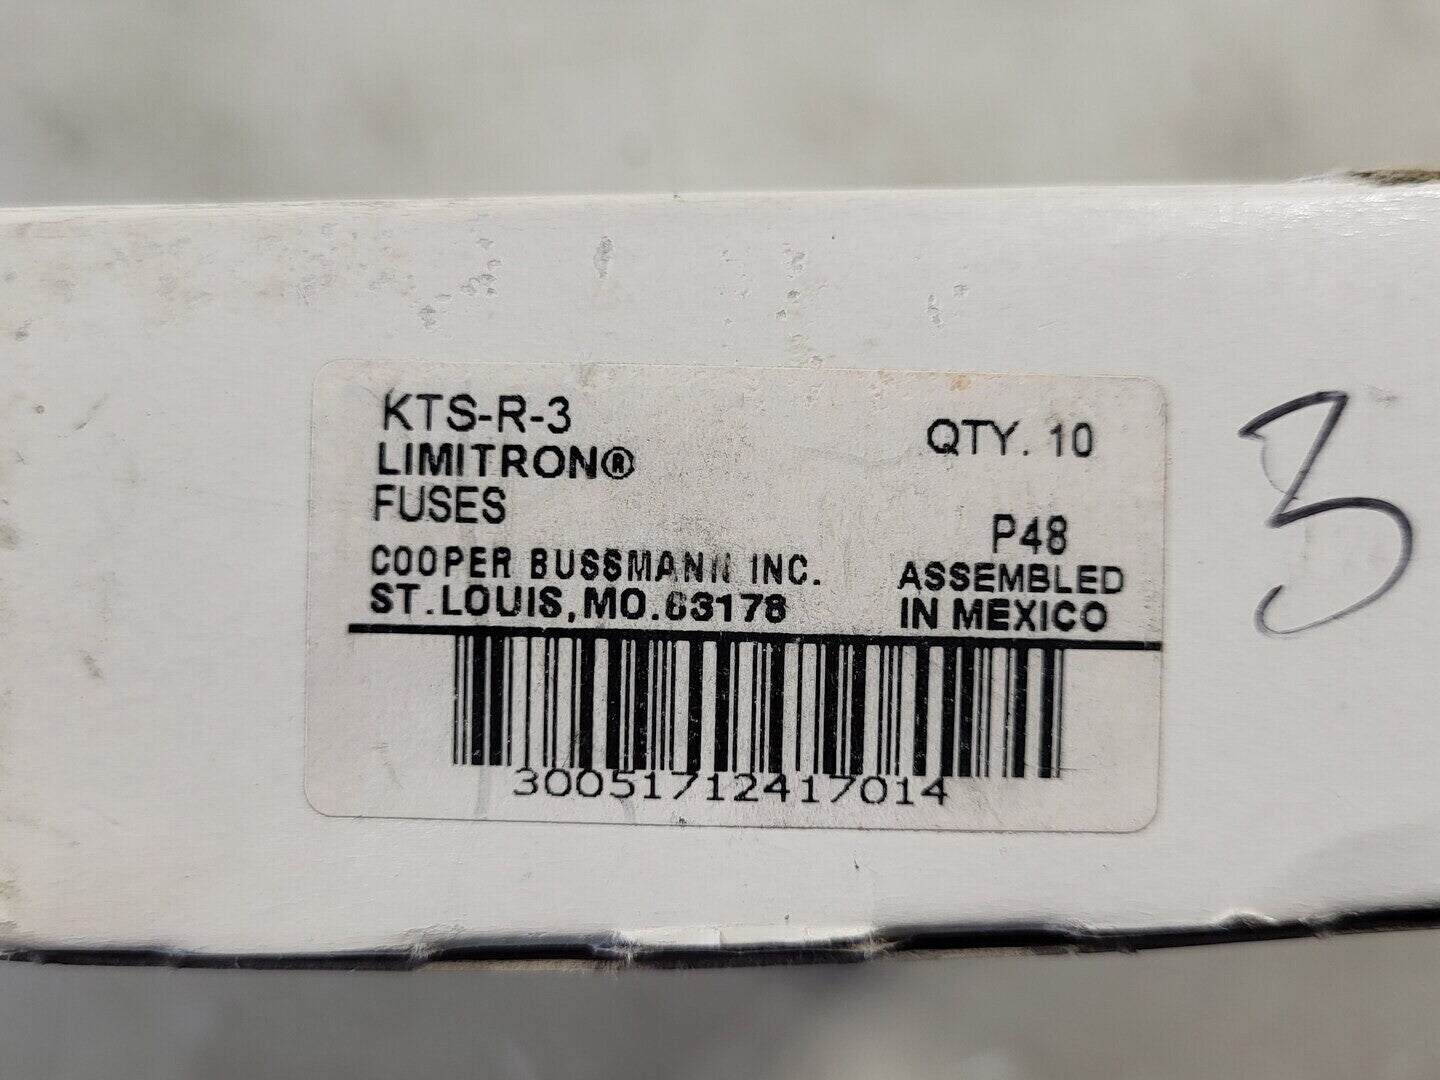 KTS-R-3
LIMITRON®
FUSES
QTY. 10
P48
COOPER BUSSMANN INC.
ST. LOUIS, MO. 63178
ASSEMBLED
IN MEXICO
30051712417014
3